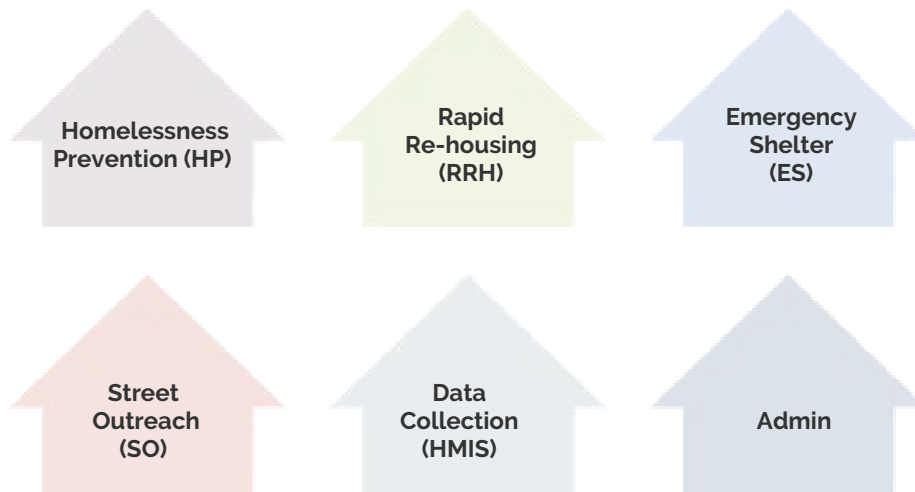 Homelessness
Prevention (HP)
Rapid
Re-housing
(RRH)
Emergency
Shelter
(ES)
Street
Outreach
(SO)
Data
Collection
(HMIS)
Admin